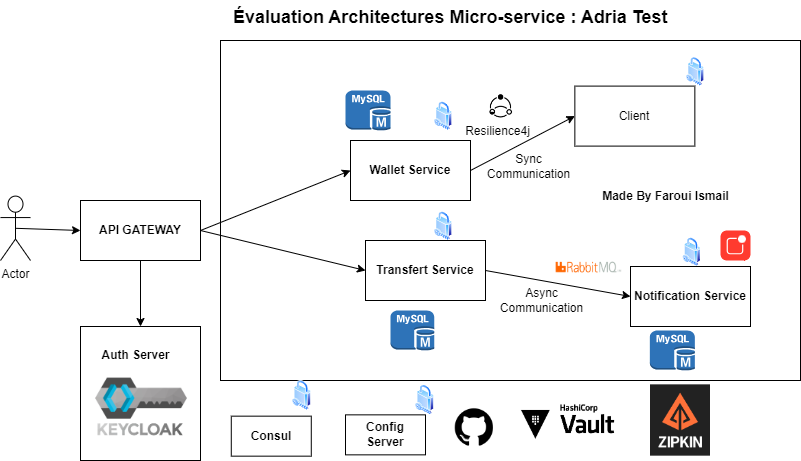 Évaluation Architectures Micro-service : Adria Test
MySQL
M
Resilience4j
Client
Sync
Communication
Wallet Service
Made By Faroui Ismail
API GATEWAY
Actor
Transfert Service
RabbitMQ
Async
Communication
Notification Service
MySQL
M
MySQL
M
Auth Server
KEYCLOAK
Consul
Config
Server
HashiCorp
Vault
ZIPKIN